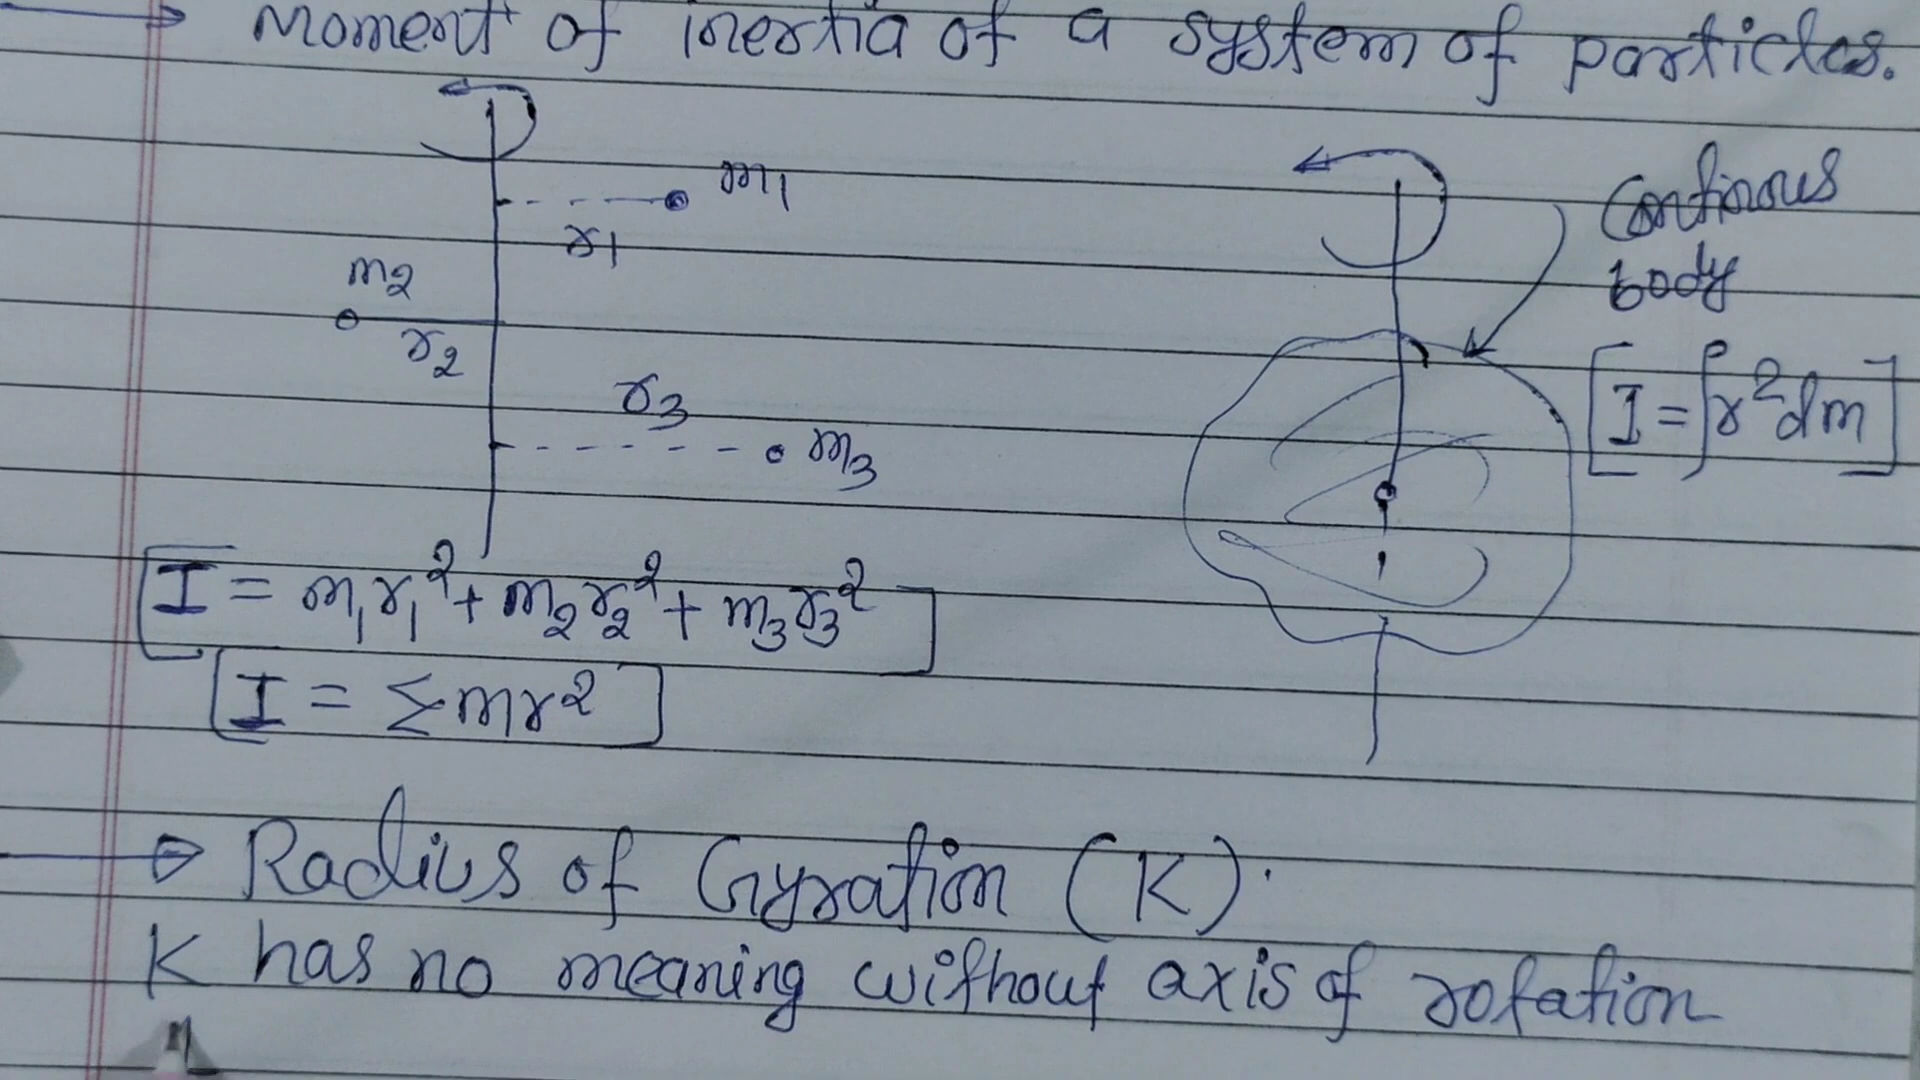 Moment of inertia of a system of particles.
m1
r1
m2
r2
r3
m3
Continous
body
[I = ∫r²dm]
[I = m₁r₁² + m₂r₂² + m₃r₃²]
[I = Σmr²]
→ Radius of Gyration (K).
K has no meaning without axis of rotation